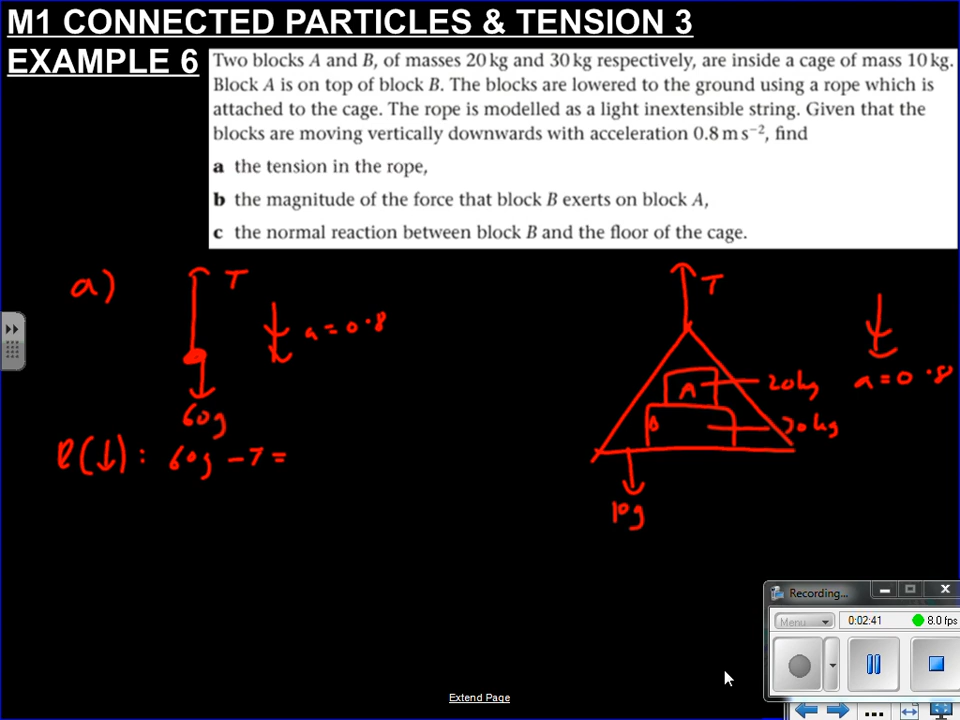 M1 CONNECTED PARTICLES & TENSION 3
EXAMPLE 6
Two blocks A and B, of masses 20 kg and 30 kg respectively, are inside a cage of mass 10 kg.
Block A is on top of block B. The blocks are lowered to the ground using a rope which is
attached to the cage. The rope is modelled as a light inextensible string. Given that the
blocks are moving vertically downwards with acceleration 0.8 m s⁻², find
a the tension in the rope,
b the magnitude of the force that block B exerts on block A,
c the normal reaction between block B and the floor of the cage.
a)
T
a = 0.8
60g
R(↓): 60g - T =
T
A
20kg
a = 0.8
B
30kg
10g
Recording...
Menu
0:02:41
8.0 fps
Extend Page
...